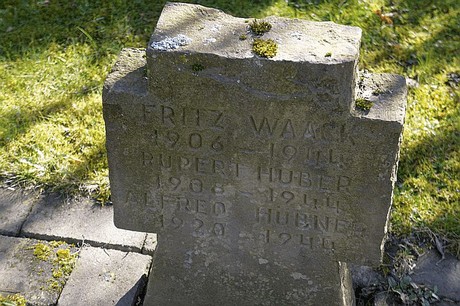 FRITZ WAACK
1906 – 1944
RUPERT HUBER
1908 – 1944
ALFRED HÜBNER
1920 – 1944